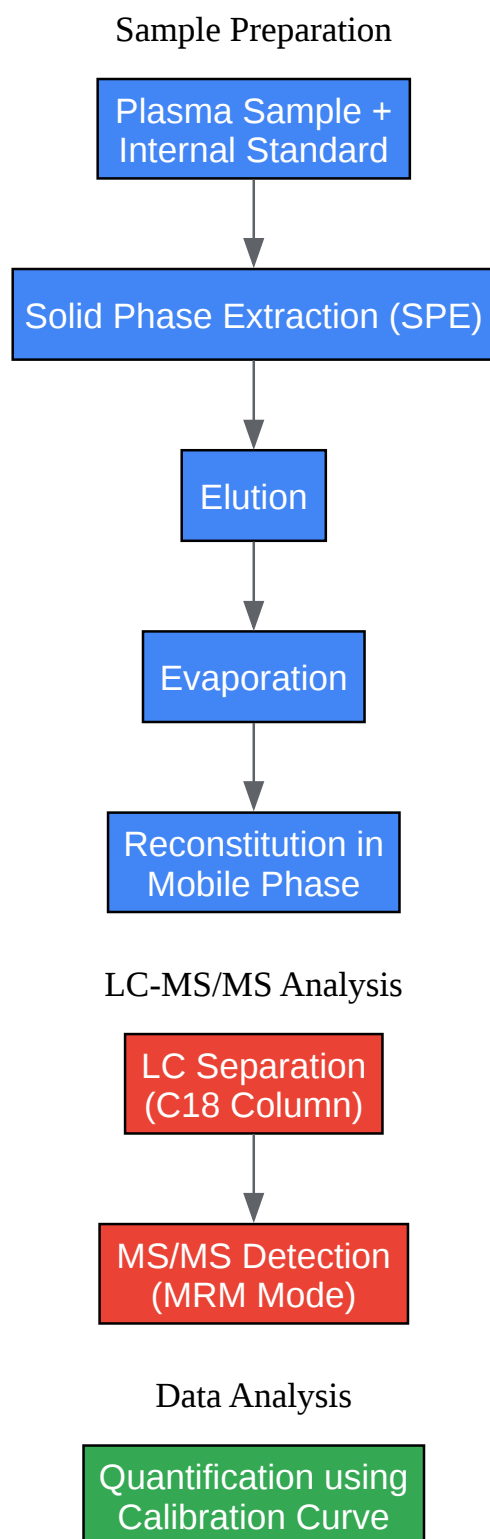 Sample Preparation
Plasma Sample +
Internal Standard
Solid Phase Extraction (SPE)
Elution
Evaporation
Reconstitution in
Mobile Phase
LC-MS/MS Analysis
LC Separation
(C18 Column)
MS/MS Detection
(MRM Mode)
Data Analysis
Quantification using
Calibration Curve